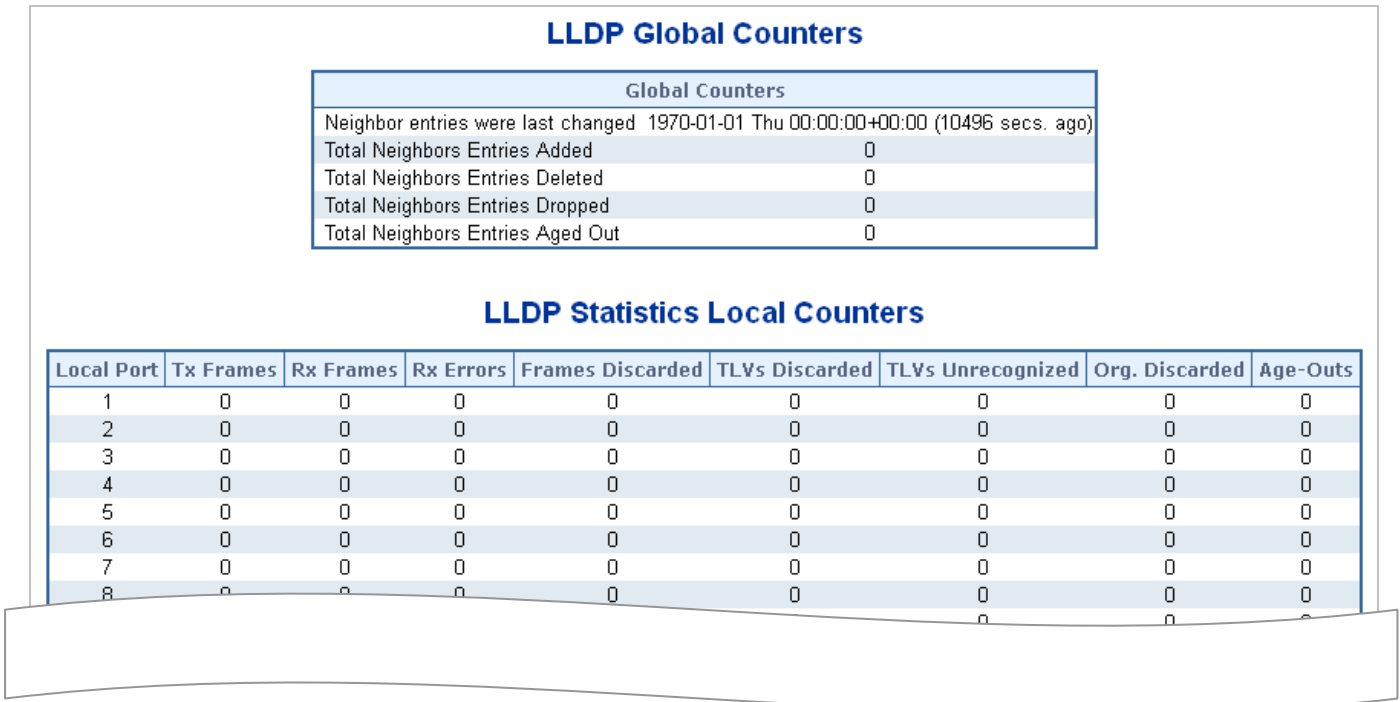 LLDP Global Counters
Global Counters
Neighbor entries were last changed 1970-01-01 Thu 00:00:00+00:00 (10496 secs. ago)
Total Neighbors Entries Added 0
Total Neighbors Entries Deleted 0
Total Neighbors Entries Dropped 0
Total Neighbors Entries Aged Out 0
LLDP Statistics Local Counters
Local Port Tx Frames Rx Frames Rx Errors Frames Discarded TLVs Discarded TLVs Unrecognized Org. Discarded Age-Outs
1 0 0 0 0 0 0 0 0
2 0 0 0 0 0 0 0 0
3 0 0 0 0 0 0 0 0
4 0 0 0 0 0 0 0 0
5 0 0 0 0 0 0 0 0
6 0 0 0 0 0 0 0 0
7 0 0 0 0 0 0 0 0
8 0 0 0 0 0 0 0 0